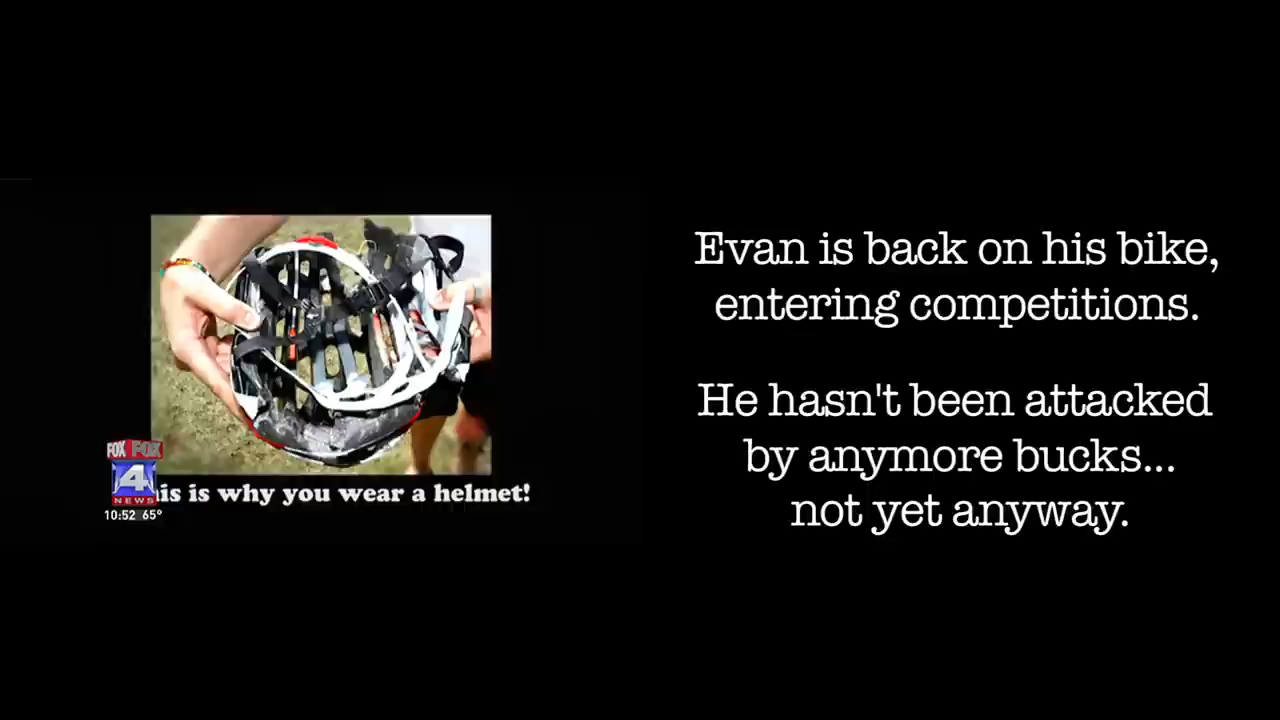 Evan is back on his bike,
entering competitions.
He hasn't been attacked
by anymore bucks...
not yet anyway.
FOX FOX
4
NEWS
10:52 65°
is is why you wear a helmet!